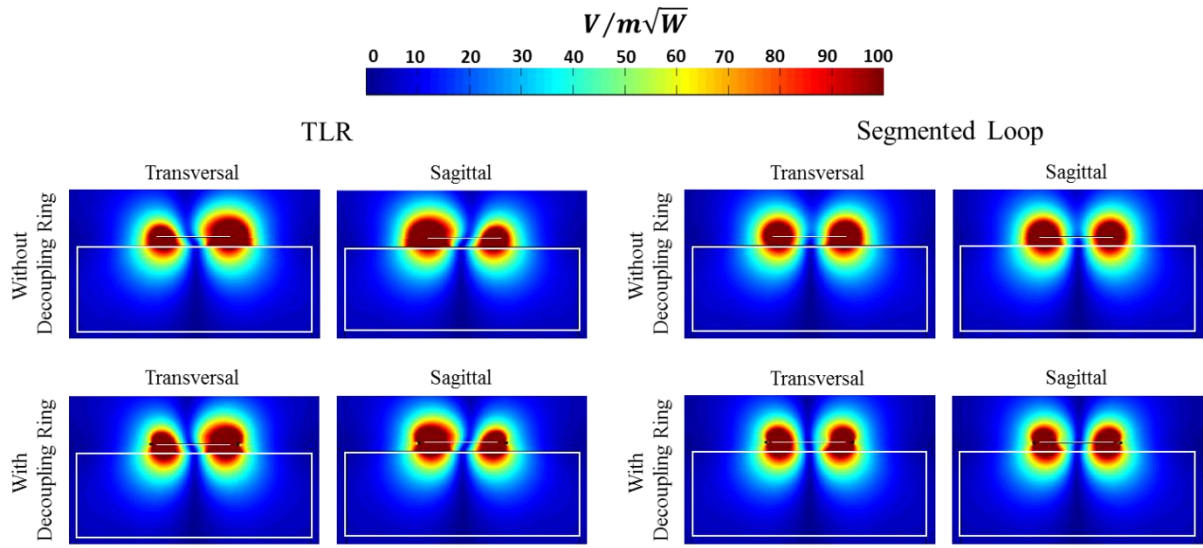 V/m√W
0 10 20 30 40 50 60 70 80 90 100
TLR
Segmented Loop
Transversal
Sagittal
Transversal
Sagittal
Without
Decoupling Ring
Without
Decoupling Ring
Transversal
Sagittal
Transversal
Sagittal
With
Decoupling Ring
With
Decoupling Ring